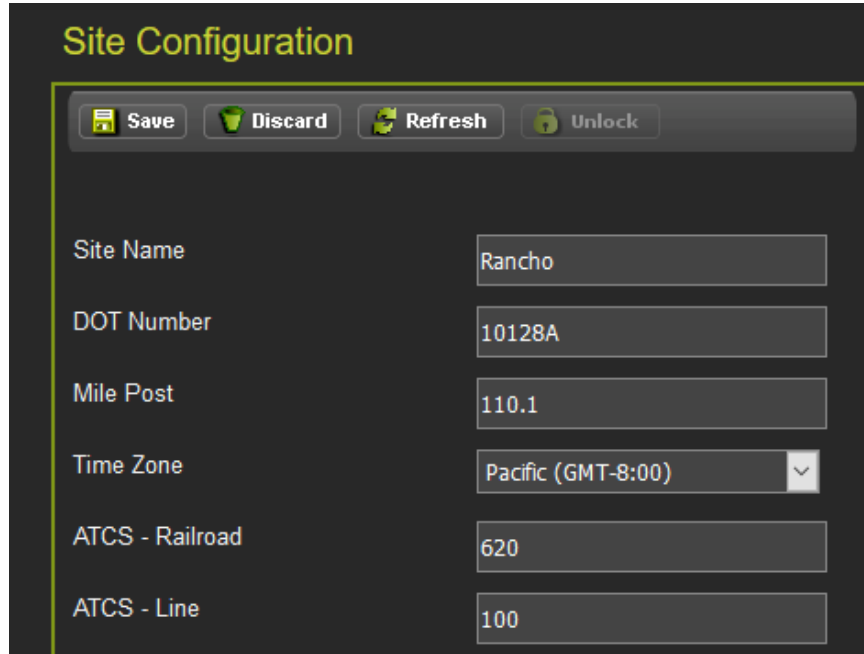 Site Configuration
Save Discard Refresh Unlock
Site Name Rancho
DOT Number 10128A
Mile Post 110.1
Time Zone Pacific (GMT-8:00)
ATCS - Railroad 620
ATCS - Line 100